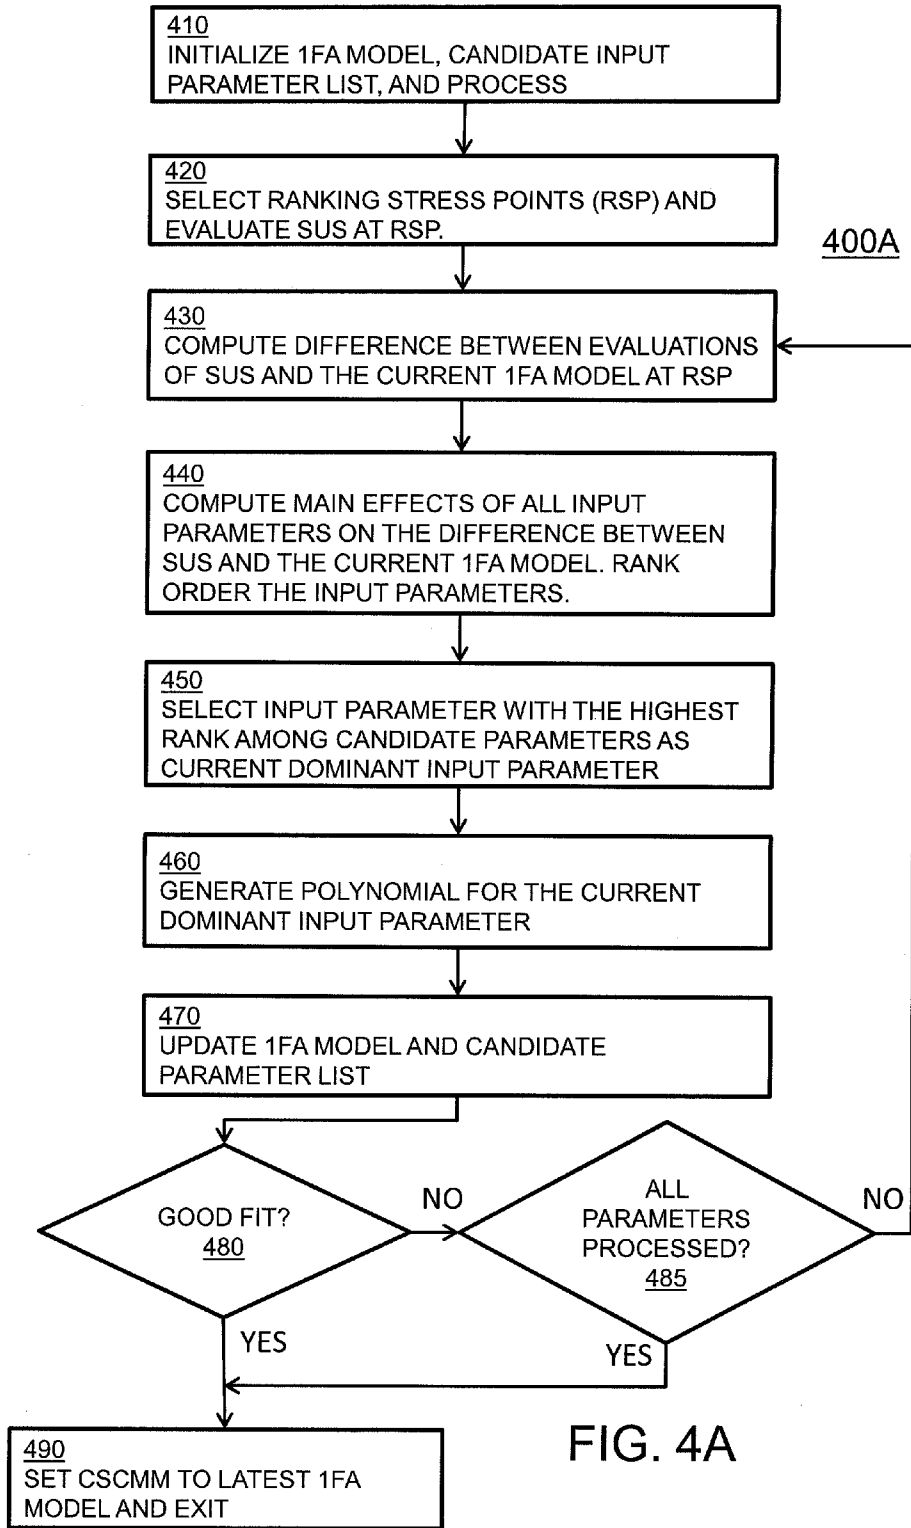 410
INITIALIZE 1FA MODEL, CANDIDATE INPUT
PARAMETER LIST, AND PROCESS
420
SELECT RANKING STRESS POINTS (RSP) AND
EVALUATE SUS AT RSP.
400A
430
COMPUTE DIFFERENCE BETWEEN EVALUATIONS
OF SUS AND THE CURRENT 1FA MODEL AT RSP
440
COMPUTE MAIN EFFECTS OF ALL INPUT
PARAMETERS ON THE DIFFERENCE BETWEEN
SUS AND THE CURRENT 1FA MODEL. RANK
ORDER THE INPUT PARAMETERS.
450
SELECT INPUT PARAMETER WITH THE HIGHEST
RANK AMONG CANDIDATE PARAMETERS AS
CURRENT DOMINANT INPUT PARAMETER
460
GENERATE POLYNOMIAL FOR THE CURRENT
DOMINANT INPUT PARAMETER
470
UPDATE 1FA MODEL AND CANDIDATE
PARAMETER LIST
GOOD FIT?
480
NO
ALL
PARAMETERS
PROCESSED?
485
NO
YES
YES
490
SET CSCMM TO LATEST 1FA
MODEL AND EXIT
FIG. 4A